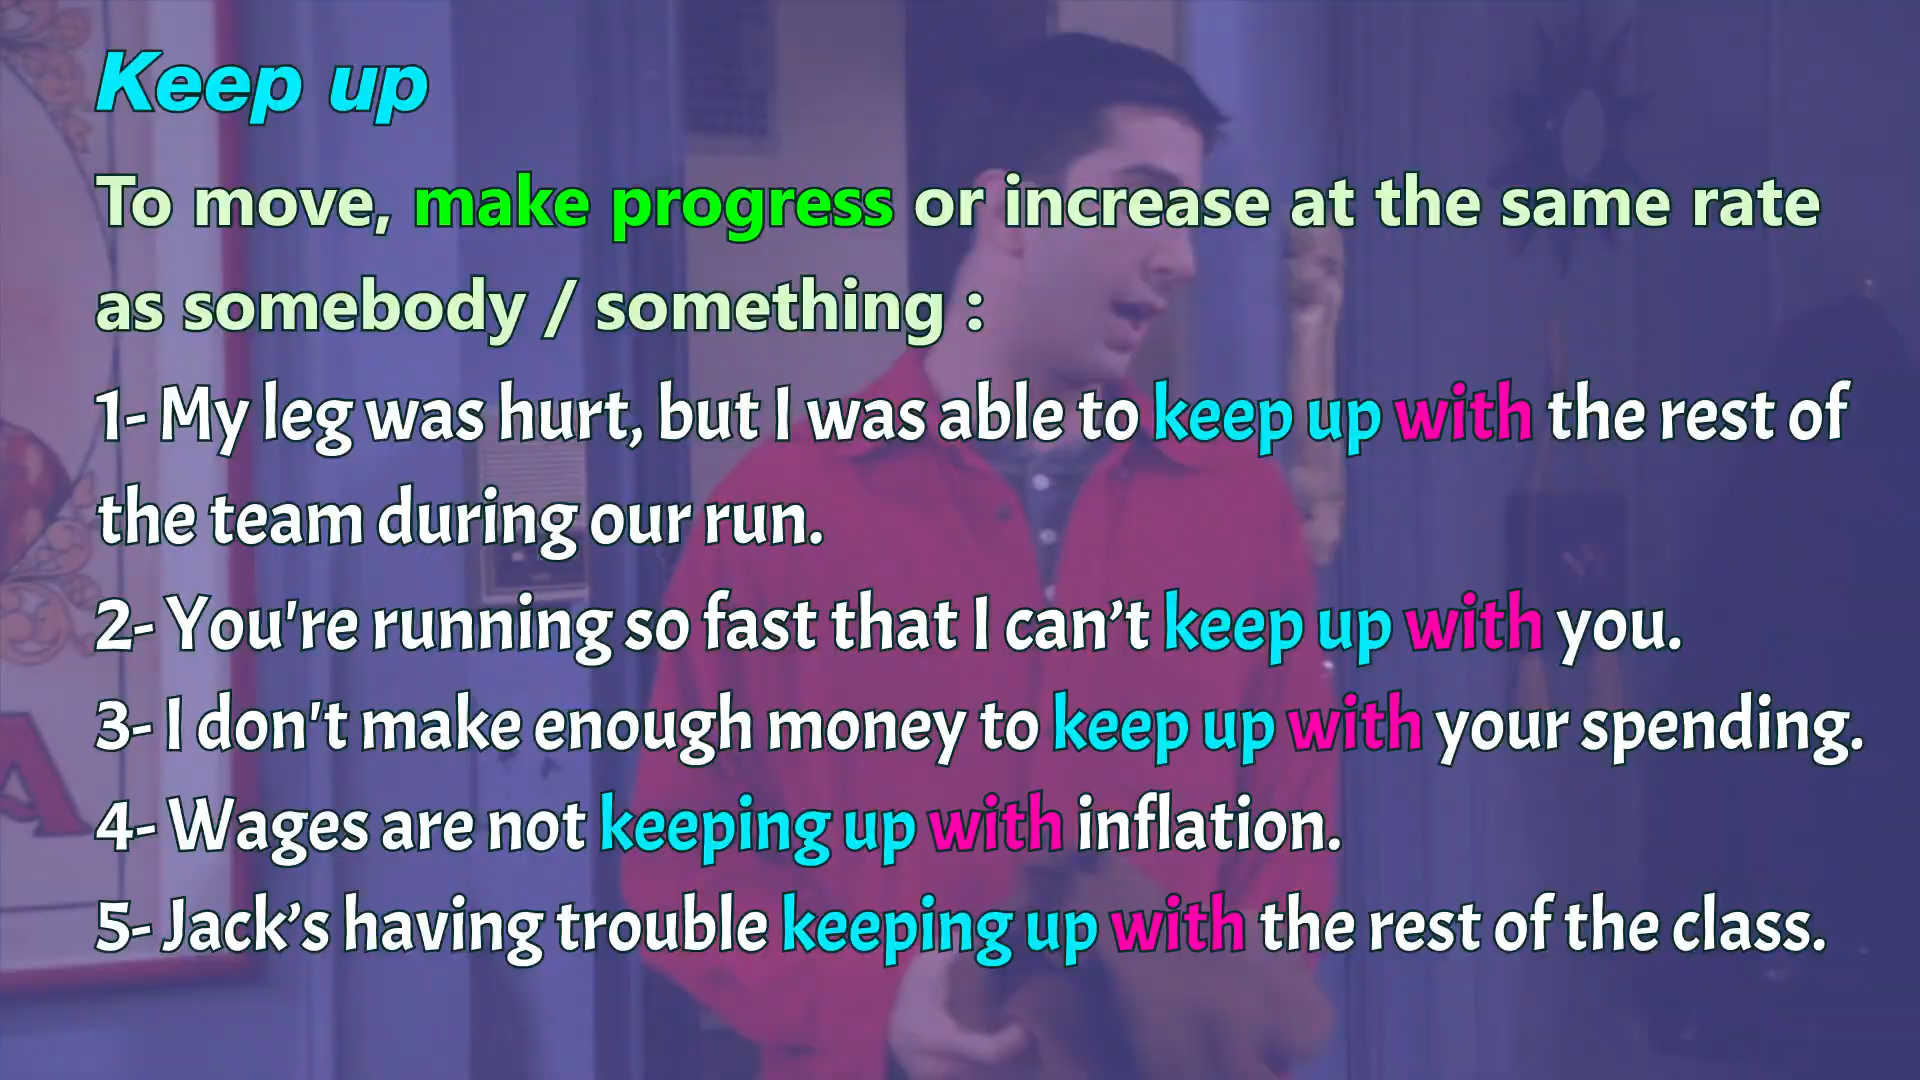 Keep up
To move, make progress or increase at the same rate
as somebody / something :
1- My leg was hurt, but I was able to keep up with the rest of
the team during our run.
2- You're running so fast that I can’t keep up with you.
3- I don't make enough money to keep up with your spending.
4- Wages are not keeping up with inflation.
5- Jack’s having trouble keeping up with the rest of the class.
A